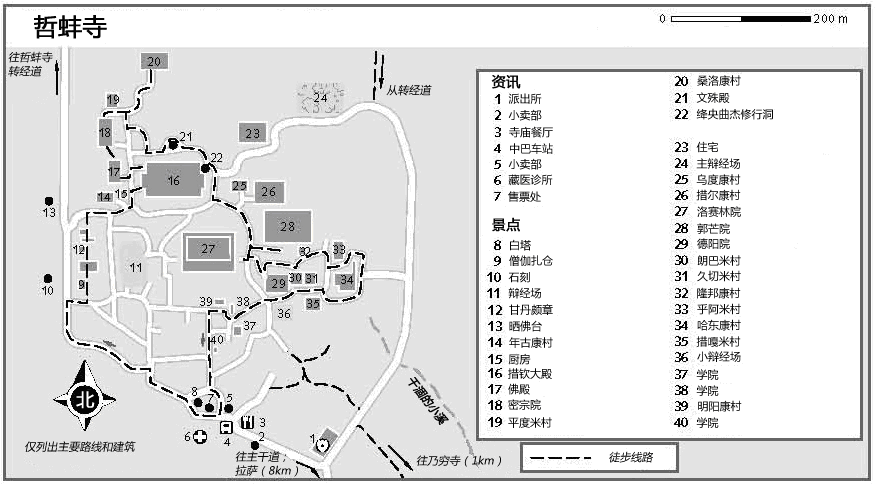 哲蚌寺
0 200 m
往哲蚌寺
转经道
从转经道
20
19
18
24
21
23
22
17
16
14
15
25
26
13
28
27
12
11
32
33
9
10
29
30
31
34
35
39
38
36
37
40
8
7
5
6
4
3
2
1
北
干涸的小溪
仅列出主要路线和建筑
往主干道；
拉萨（8km）
往乃穷寺（1km）
资讯
1 派出所
2 小卖部
3 寺庙餐厅
4 中巴车站
5 小卖部
6 藏医诊所
7 售票处
景点
8 白塔
9 僧伽扎仓
10 石刻
11 辩经场
12 甘丹颇章
13 晒佛台
14 年古康村
15 厨房
16 措钦大殿
17 佛殿
18 密宗院
19 平度米村
20 桑洛康村
21 文殊殿
22 绛央曲杰修行洞
23 住宅
24 主辩经场
25 乌度康村
26 措尔康村
27 洛赛林院
28 郭芒院
29 德阳院
30 朗巴米村
31 久切米村
32 隆邦康村
33 乎阿米村
34 哈东康村
35 措嘎米村
36 小辩经场
37 学院
38 学院
39 明阳康村
40 学院
徒步线路